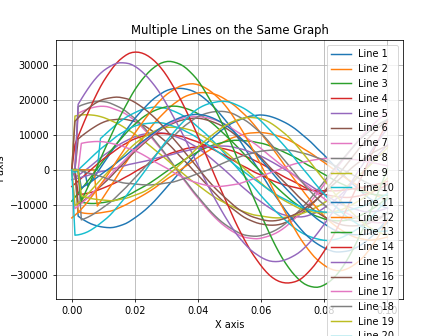 Multiple Lines on the Same Graph
30000
20000
10000
0
−10000
−20000
−30000
0.00
0.02
0.04
0.06
X axis
Line 1
Line 2
Line 3
Line 4
Line 5
Line 6
Line 7
Line 8
Line 9
Line 10
Line 11
Line 12
Line 13
Line 14
Line 15
Line 16
Line 17
Line 18
Line 19
Line 20